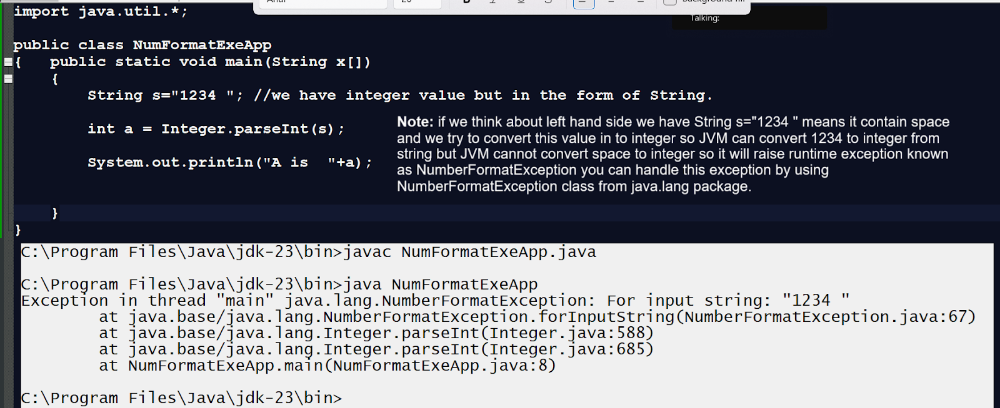 import java.util.*;
Talking:
public class NumFormatExeApp
{   public static void main(String x[])
{
String s="1234 "; //we have integer value but in the form of String.
int a = Integer.parseInt(s);
System.out.println("A is  "+a);
Note: if we think about left hand side we have String s="1234 " means it contain space
and we try to convert this value in to integer so JVM can convert 1234 to integer from
string but JVM cannot convert space to integer so it will raise runtime exception known
as NumberFormatException you can handle this exception by using
NumberFormatException class from java.lang package.
}
}
C:\Program Files\Java\jdk-23\bin>javac NumFormatExeApp.java
C:\Program Files\Java\jdk-23\bin>java NumFormatExeApp
Exception in thread "main" java.lang.NumberFormatException: For input string: "1234 "
at java.base/java.lang.NumberFormatException.forInputString(NumberFormatException.java:67)
at java.base/java.lang.Integer.parseInt(Integer.java:588)
at java.base/java.lang.Integer.parseInt(Integer.java:685)
at NumFormatExeApp.main(NumFormatExeApp.java:8)
C:\Program Files\Java\jdk-23\bin>